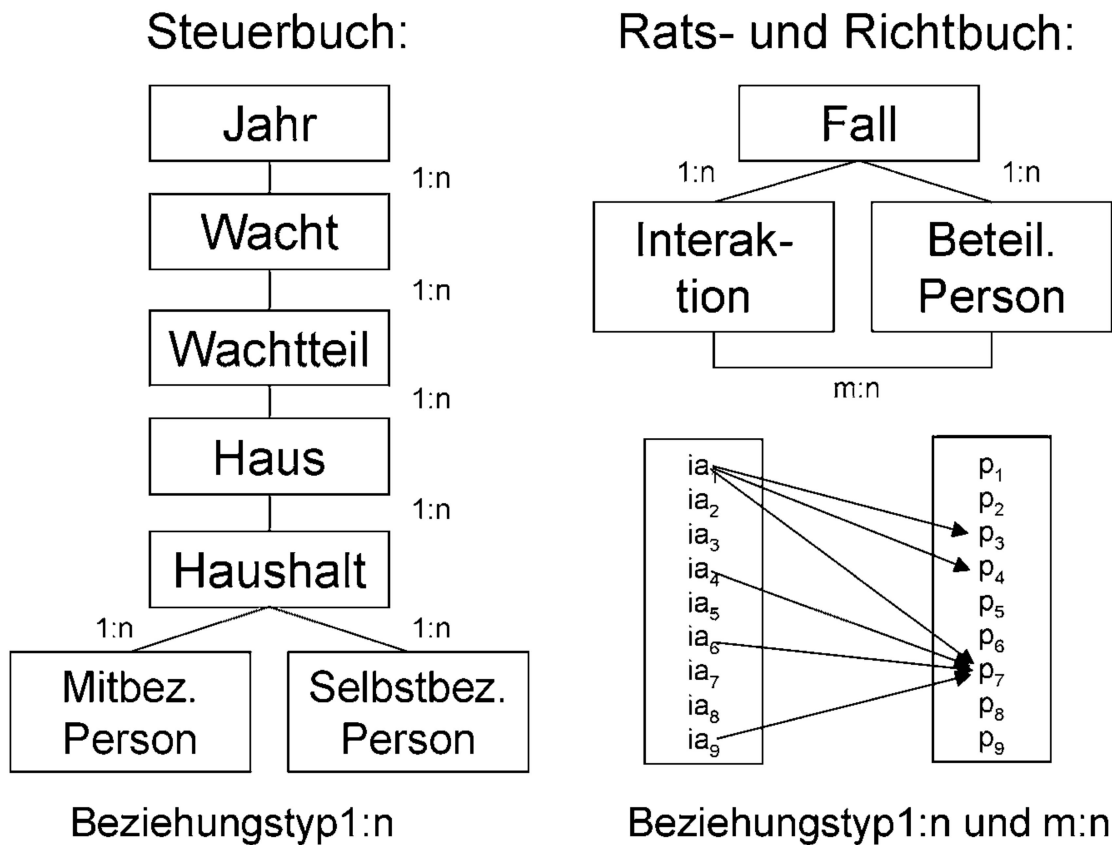 Steuerbuch:
Jahr
1:n
Wacht
1:n
Wachtteil
1:n
Haus
1:n
Haushalt
1:n 1:n
Mitbez.
Person
Selbstbez.
Person
Beziehungstyp1:n
Rats- und Richtbuch:
Fall
1:n 1:n
Interak-
tion
Beteil.
Person
m:n
ia₁
ia₂
ia₃
ia₄
ia₅
ia₆
ia₇
ia₈
ia₉
p₁
p₂
p₃
p₄
p₅
p₆
p₇
p₈
p₉
Beziehungstyp1:n und m:n